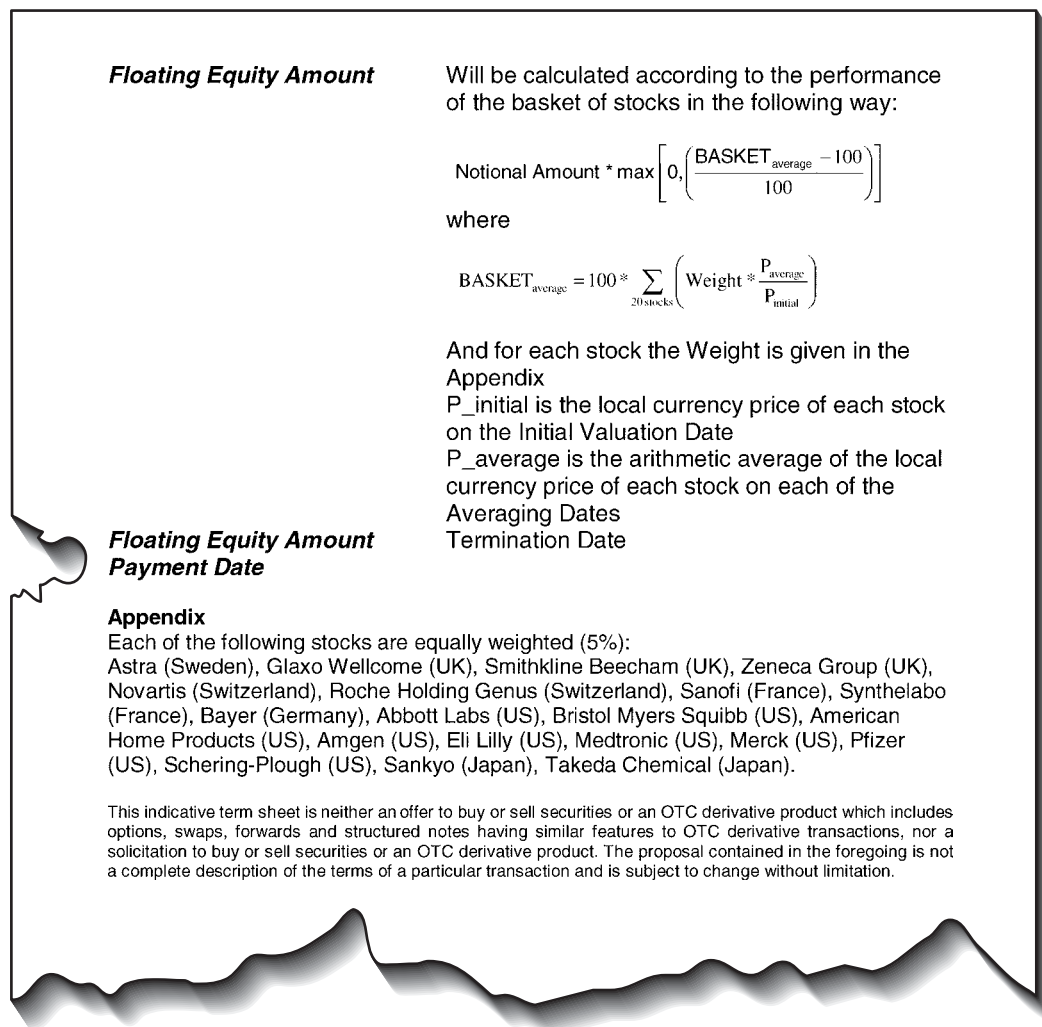 Floating Equity Amount Will be calculated according to the performance
of the basket of stocks in the following way:
Notional Amount * max [ 0, ( (BASKET_average − 100) / 100 ) ]
where
BASKET_average = 100 * ∑_20 stocks ( Weight * P_average / P_initial )
And for each stock the Weight is given in the
Appendix
P_initial is the local currency price of each stock
on the Initial Valuation Date
P_average is the arithmetic average of the local
currency price of each stock on each of the
Averaging Dates
Floating Equity Amount Termination Date
Payment Date
Appendix
Each of the following stocks are equally weighted (5%):
Astra (Sweden), Glaxo Wellcome (UK), Smithkline Beecham (UK), Zeneca Group (UK),
Novartis (Switzerland), Roche Holding Genus (Switzerland), Sanofi (France), Synthelabo
(France), Bayer (Germany), Abbott Labs (US), Bristol Myers Squibb (US), American
Home Products (US), Amgen (US), Eli Lilly (US), Medtronic (US), Merck (US), Pfizer
(US), Schering-Plough (US), Sankyo (Japan), Takeda Chemical (Japan).
This indicative term sheet is neither an offer to buy or sell securities or an OTC derivative product which includes
options, swaps, forwards and structured notes having similar features to OTC derivative transactions, nor a
solicitation to buy or sell securities or an OTC derivative product. The proposal contained in the foregoing is not
a complete description of the terms of a particular transaction and is subject to change without limitation.